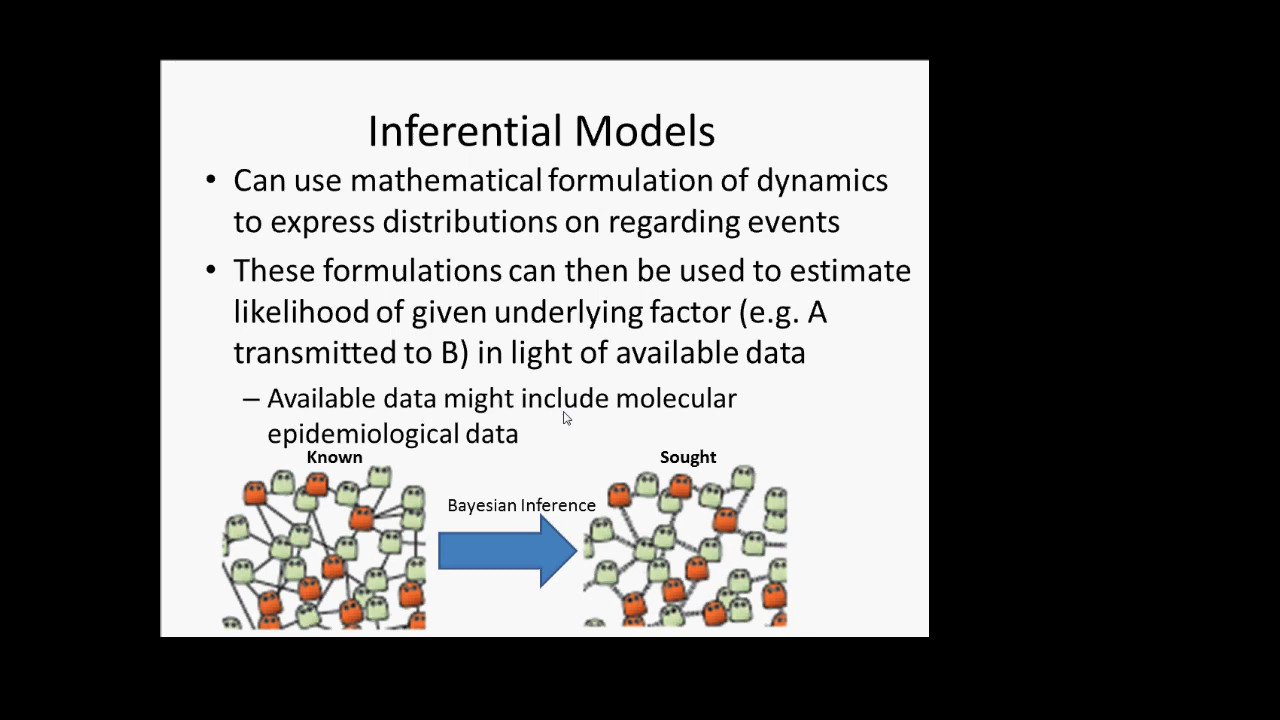 Inferential Models
• Can use mathematical formulation of dynamics
to express distributions on regarding events
• These formulations can then be used to estimate
likelihood of given underlying factor (e.g. A
transmitted to B) in light of available data
– Available data might include molecular
epidemiological data
Known
Sought
Bayesian Inference